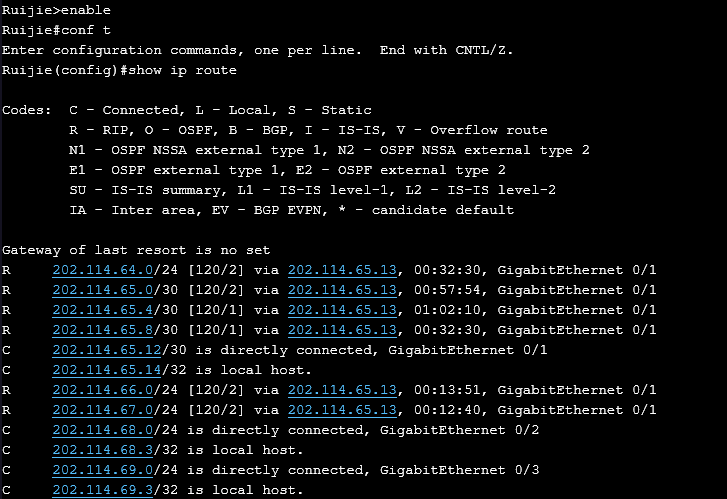 Ruijie>enable
Ruijie#conf t
Enter configuration commands, one per line.  End with CNTL/Z.
Ruijie(config)#show ip route

Codes:  C - Connected, L - Local, S - Static
        R - RIP, O - OSPF, B - BGP, I - IS-IS, V - Overflow route
        N1 - OSPF NSSA external type 1, N2 - OSPF NSSA external type 2
        E1 - OSPF external type 1, E2 - OSPF external type 2
        SU - IS-IS summary, L1 - IS-IS level-1, L2 - IS-IS level-2
        IA - Inter area, EV - BGP EVPN, * - candidate default

Gateway of last resort is no set
R     202.114.64.0/24 [120/2] via 202.114.65.13, 00:32:30, GigabitEthernet 0/1
R     202.114.65.0/30 [120/2] via 202.114.65.13, 00:57:54, GigabitEthernet 0/1
R     202.114.65.4/30 [120/1] via 202.114.65.13, 01:02:10, GigabitEthernet 0/1
R     202.114.65.8/30 [120/1] via 202.114.65.13, 00:32:30, GigabitEthernet 0/1
C     202.114.65.12/30 is directly connected, GigabitEthernet 0/1
C     202.114.65.14/32 is local host.
R     202.114.66.0/24 [120/2] via 202.114.65.13, 00:13:51, GigabitEthernet 0/1
R     202.114.67.0/24 [120/2] via 202.114.65.13, 00:12:40, GigabitEthernet 0/1
C     202.114.68.0/24 is directly connected, GigabitEthernet 0/2
C     202.114.68.3/32 is local host.
C     202.114.69.0/24 is directly connected, GigabitEthernet 0/3
C     202.114.69.3/32 is local host.